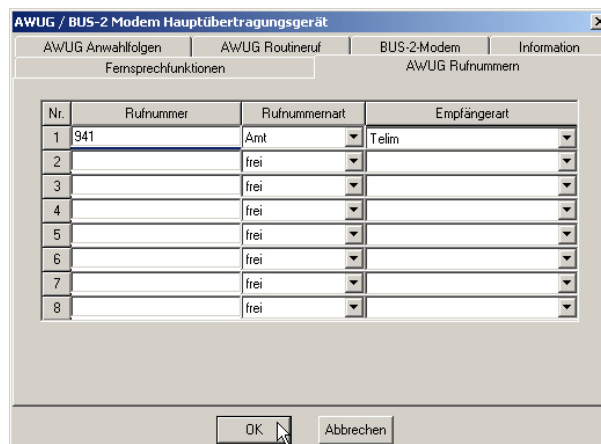 AWUG / BUS-2 Modem Hauptübertragungsgerät
AWUG Anwahlfolgen AWUG Routineruf BUS-2-Modem Information
Fernsprechfunktionen AWUG Rufnummern
Nr. Rufnummer Rufnummernart Empfängerart
1 941 Amt Telim
2 frei
3 frei
4 frei
5 frei
6 frei
7 frei
8 frei
OK Abbrechen